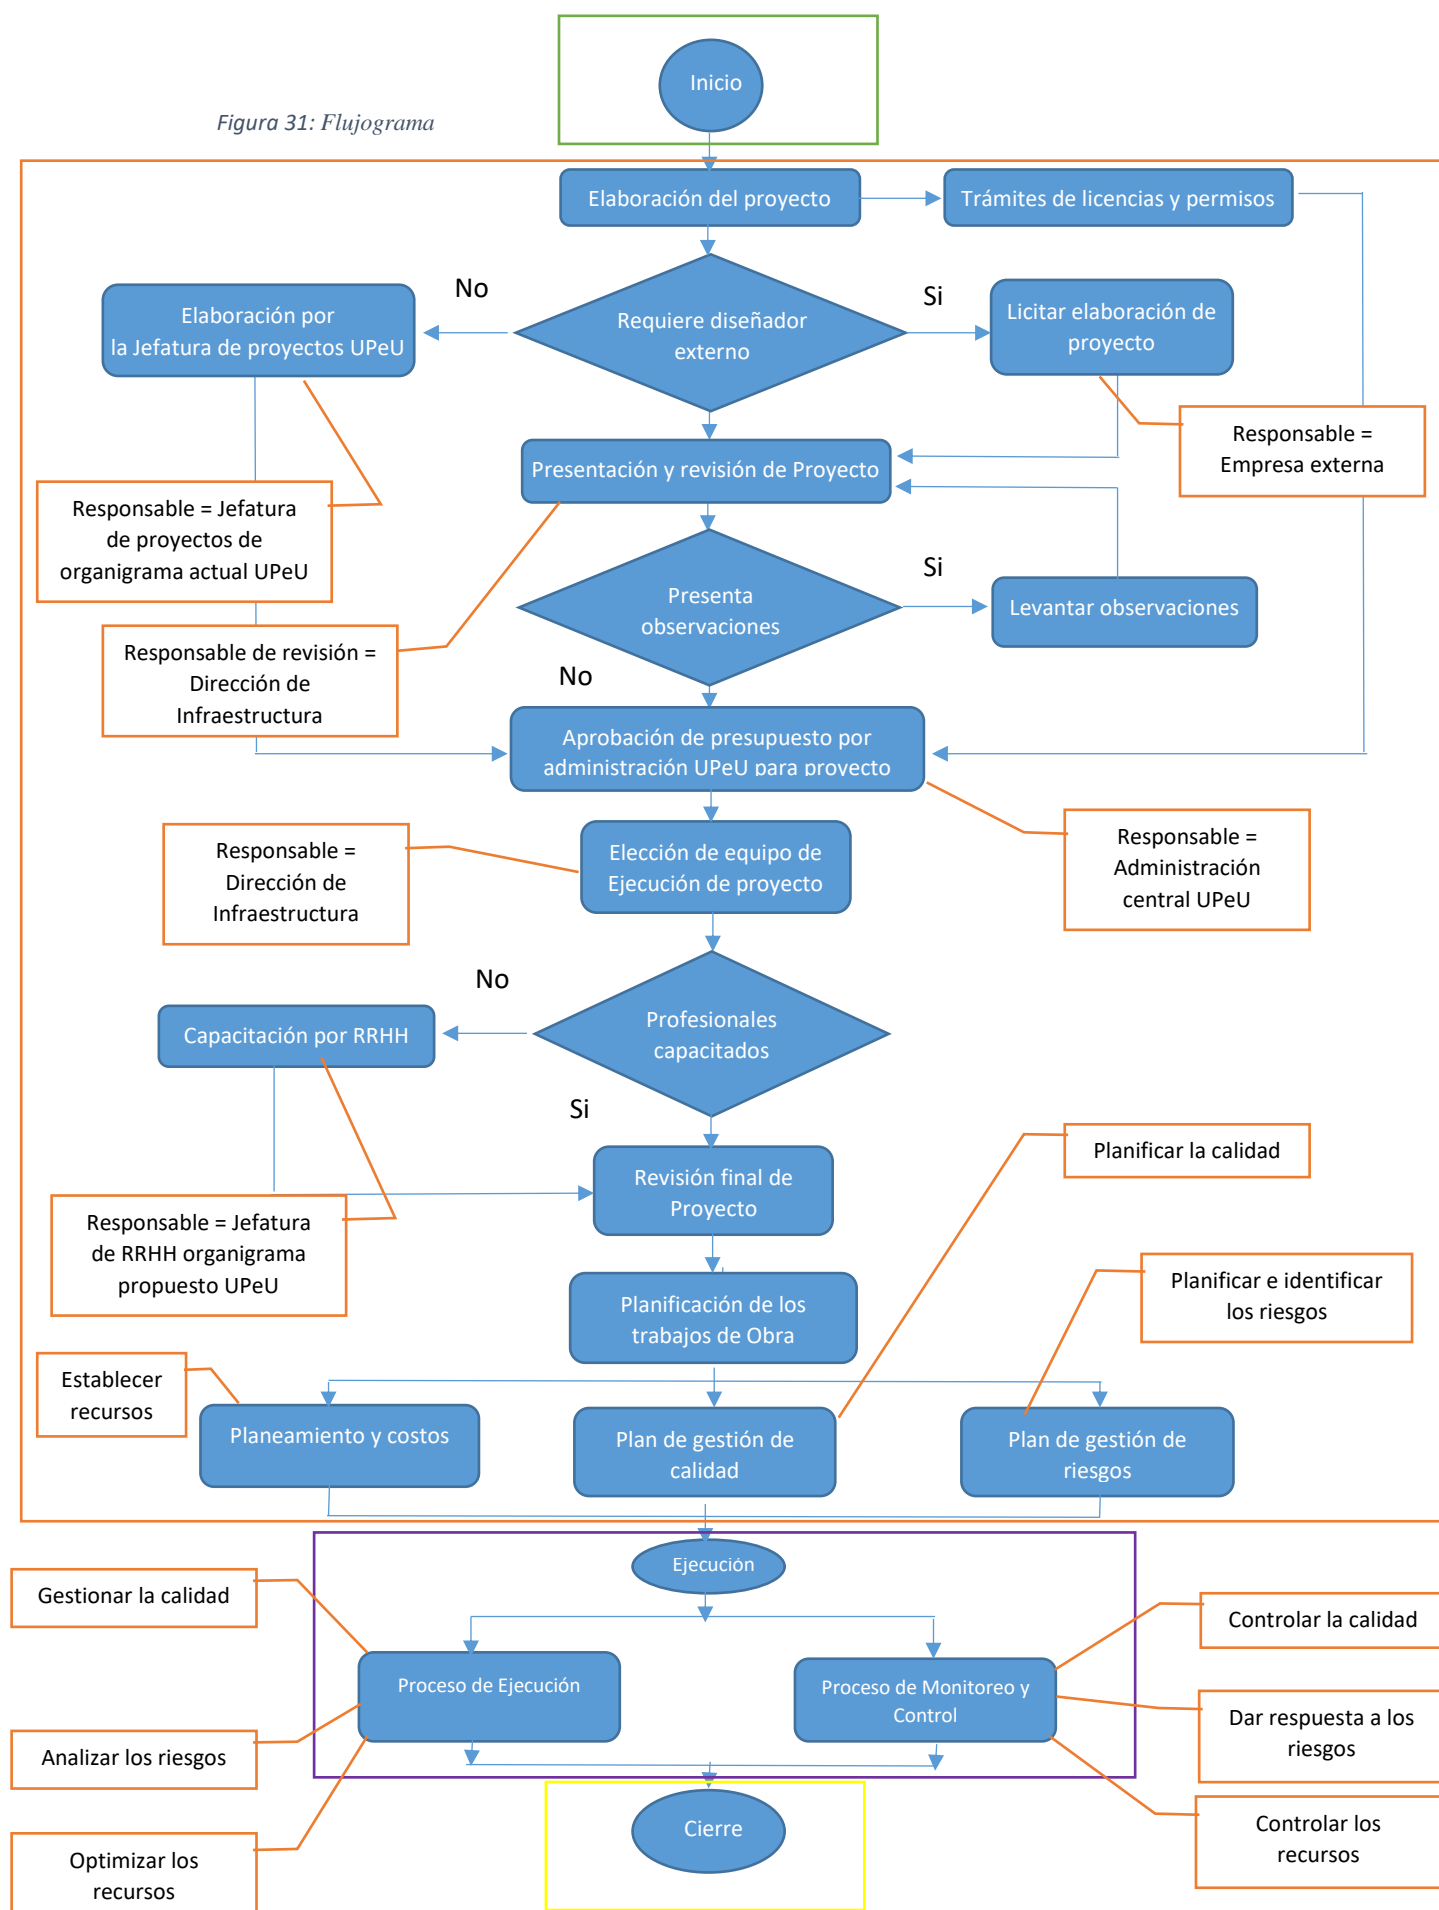 Inicio
Figura 31: Flujograma
Elaboración del proyecto
Trámites de licencias y permisos
No
Si
Elaboración por
la Jefatura de proyectos UPeU
Requiere diseñador
externo
Licitar elaboración de
proyecto
Responsable =
Empresa externa
Presentación y revisión de Proyecto
Responsable = Jefatura
de proyectos de
organigrama actual UPeU
Si
Presenta
observaciones
Levantar observaciones
Responsable de revisión =
Dirección de
Infraestructura
No
Aprobación de presupuesto por
administración UPeU para proyecto
Responsable =
Dirección de
Infraestructura
Elección de equipo de
Ejecución de proyecto
Responsable =
Administración
central UPeU
No
Capacitación por RRHH
Profesionales
capacitados
Si
Planificar la calidad
Revisión final de
Proyecto
Responsable = Jefatura
de RRHH organigrama
propuesto UPeU
Planificar e identificar
los riesgos
Planificación de los
trabajos de Obra
Establecer
recursos
Planeamiento y costos
Plan de gestión de
calidad
Plan de gestión de
riesgos
Ejecución
Gestionar la calidad
Controlar la calidad
Proceso de Ejecución
Proceso de Monitoreo y
Control
Dar respuesta a los
riesgos
Analizar los riesgos
Cierre
Controlar los
recursos
Optimizar los
recursos